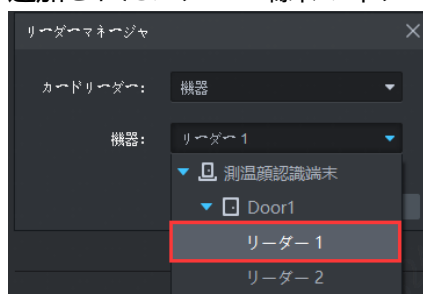 リーダーマネージャ
カードリーダー: 機器
機器: リーダー 1
測温顔認識端末
Door1
リーダー 1
リーダー 2